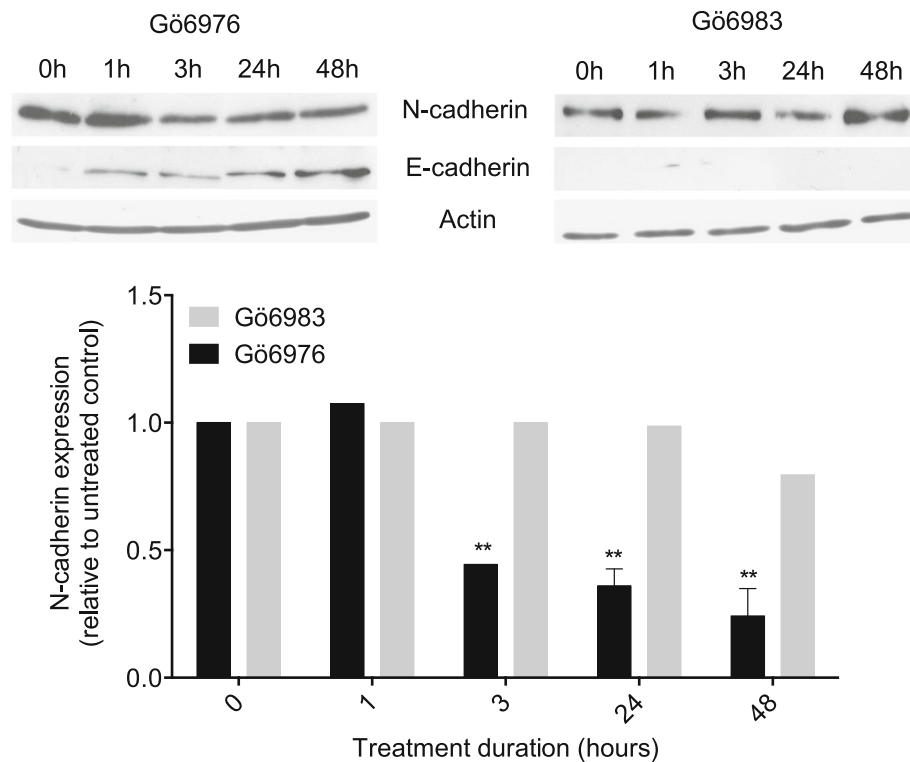 Gö6976
Gö6983
0h 1h 3h 24h 48h
0h 1h 3h 24h 48h
N-cadherin
E-cadherin
Actin
N-cadherin expression
(relative to untreated control)
1.5
1.0
0.5
0.0
Gö6983
Gö6976
**
**
**
0 1 3 24 48
Treatment duration (hours)